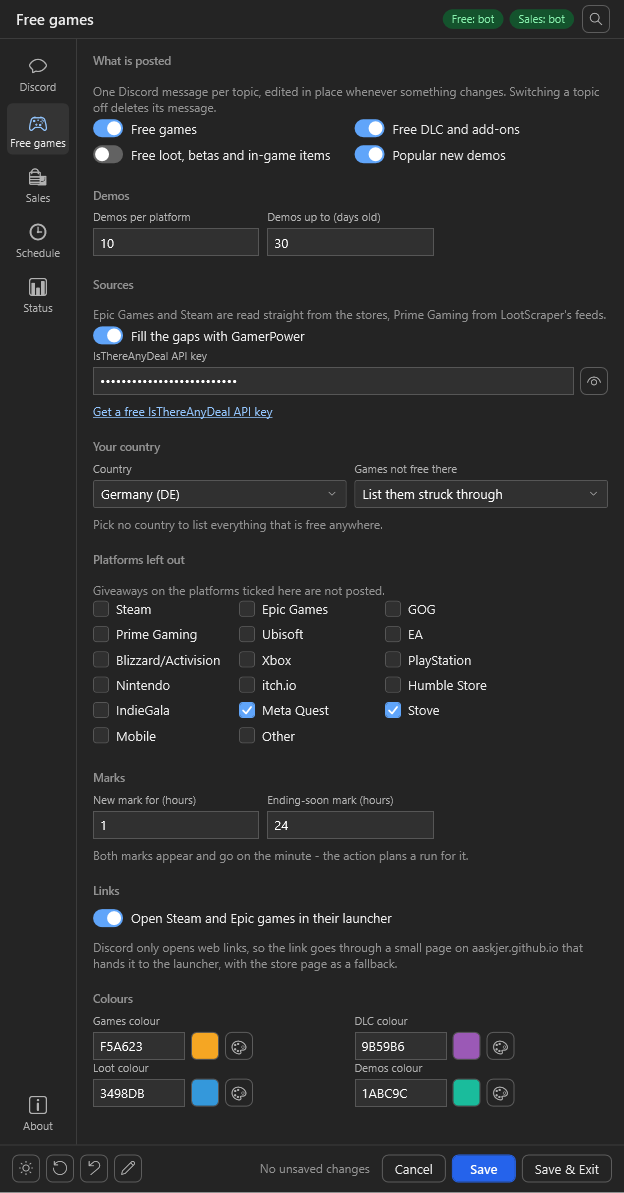 Free games
Free: bot
Sales: bot
Discord
Free games
Sales
Schedule
Status
What is posted
One Discord message per topic, edited in place whenever something changes. Switching a topic
off deletes its message.
Free games
Free DLC and add-ons
Free loot, betas and in-game items
Popular new demos
Demos
Demos per platform
Demos up to (days old)
10
30
Sources
Epic Games and Steam are read straight from the stores, Prime Gaming from LootScraper's feeds.
Fill the gaps with GamerPower
IsThereAnyDeal API key
••••••••••••••••••••••••••
Get a free IsThereAnyDeal API key
Your country
Country
Games not free there
Germany (DE)
List them struck through
Pick no country to list everything that is free anywhere.
Platforms left out
Giveaways on the platforms ticked here are not posted.
Steam
Epic Games
GOG
Prime Gaming
Ubisoft
EA
Blizzard/Activision
Xbox
PlayStation
Nintendo
itch.io
Humble Store
IndieGala
Meta Quest
Stove
Mobile
Other
Marks
New mark for (hours)
Ending-soon mark (hours)
1
24
Both marks appear and go on the minute - the action plans a run for it.
Links
Open Steam and Epic games in their launcher
Discord only opens web links, so the link goes through a small page on aaskjer.github.io that
hands it to the launcher, with the store page as a fallback.
Colours
Games colour
DLC colour
F5A623
9B59B6
Loot colour
Demos colour
3498DB
1ABC9C
About
No unsaved changes
Cancel
Save
Save & Exit